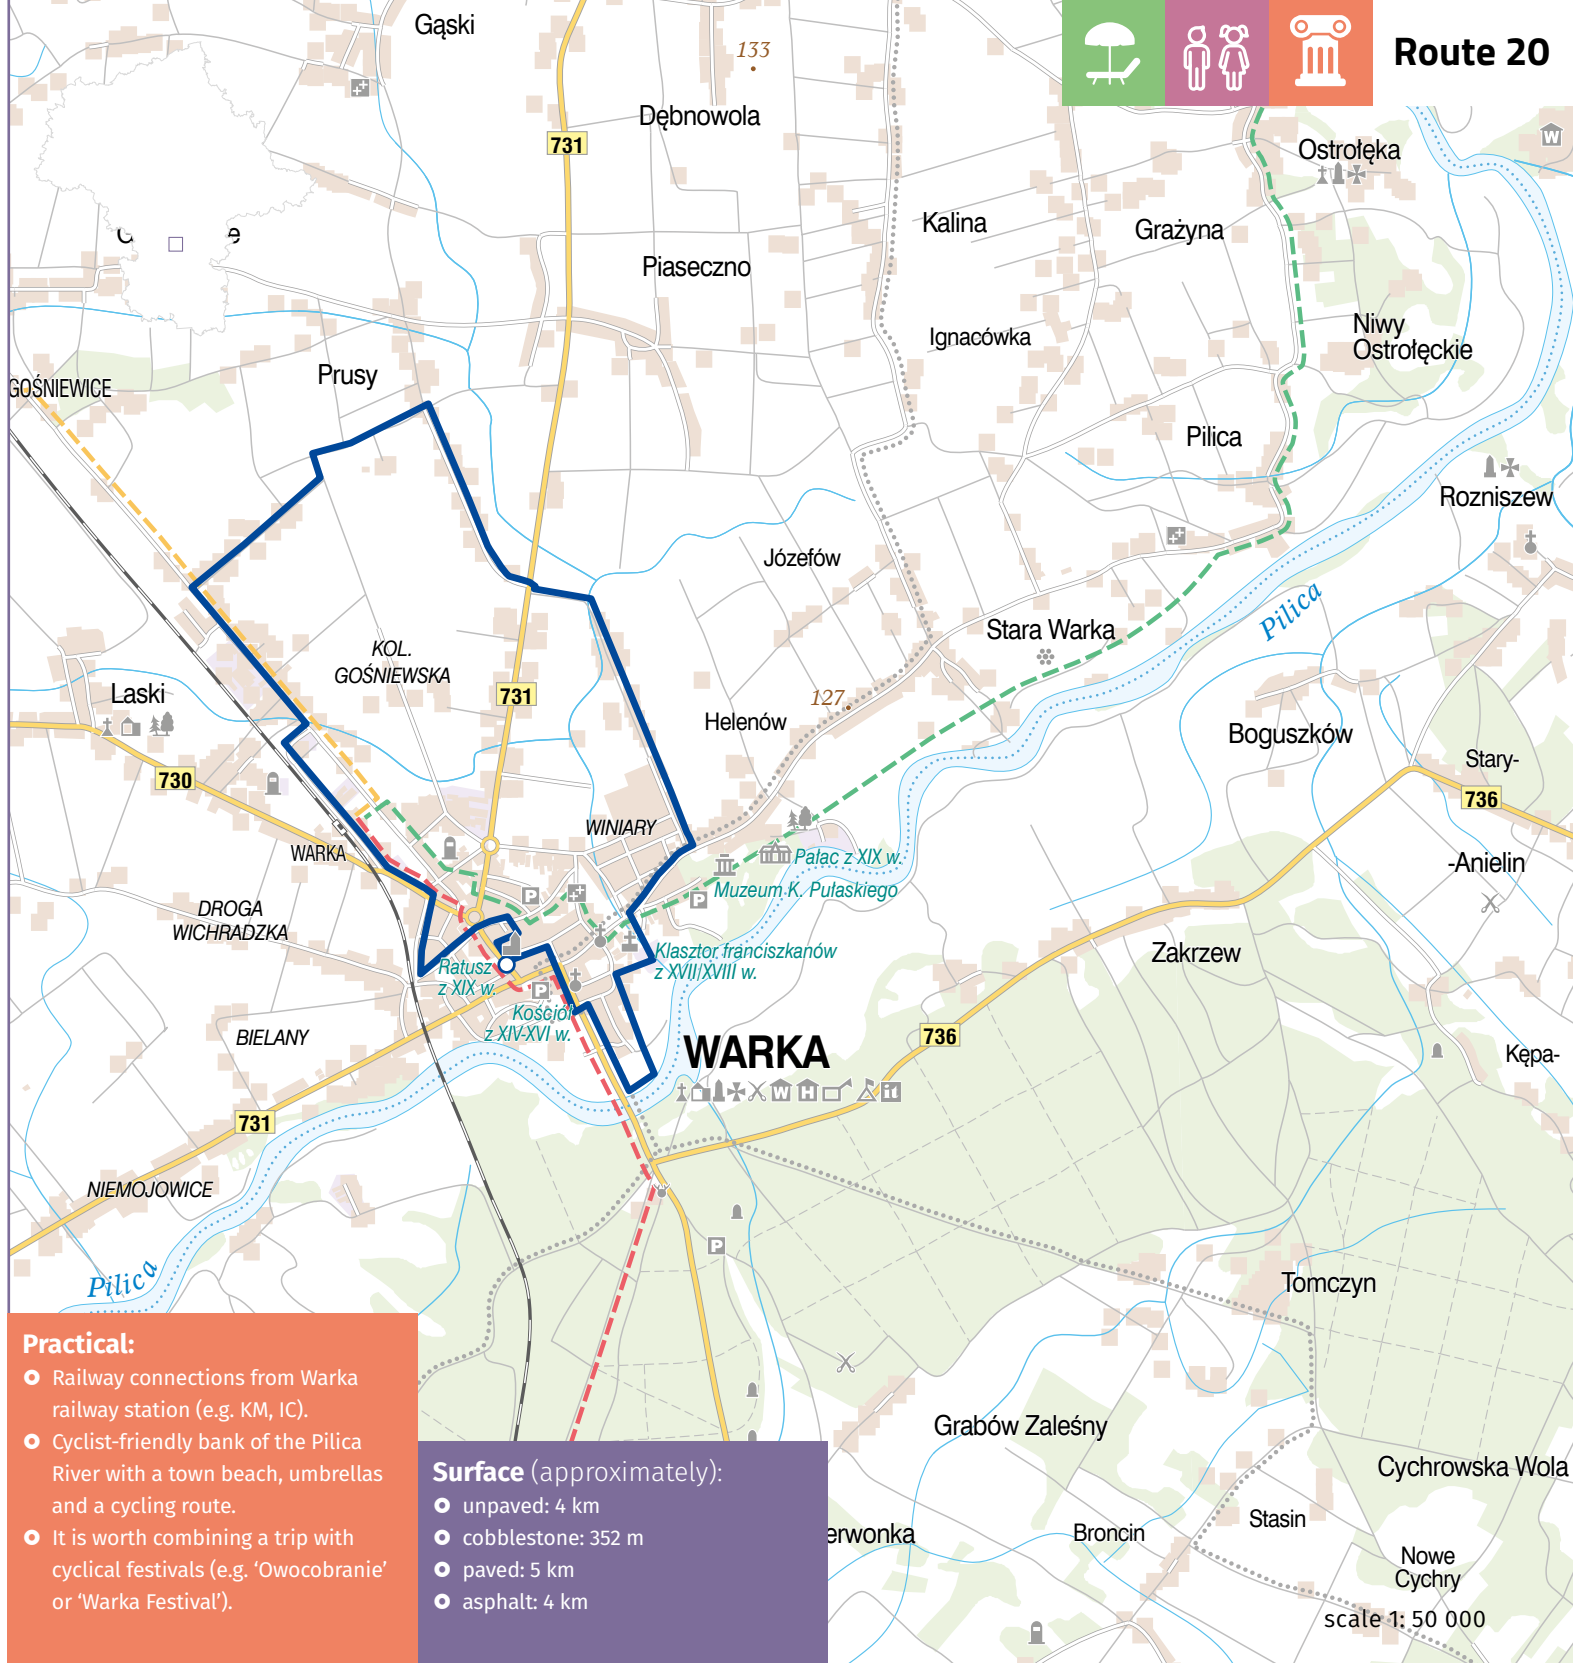 Route 20
Gąski
133
Dębnowola
731
Ostrołęka
W
Kalina
Grażyna
Piaseczno
Ignacówka
Niwy
Ostrołęckie
GOŚNIEWICE
Prusy
Pilica
Rozniszew
Józefów
Pilica
Stara Warka
KOL.
GOŚNIEWSKA
Laski
731
127
Helenów
Boguszków
Stary-
730
736
WINIARY
WARKA
Pałac z XIX w.
-Anielin
P
P
Muzeum K. Pułaskiego
DROGA
WICHRADZKA
Klasztor franciszkanów
z XVII/XVIII w.
Zakrzew
Ratusz
z XIX w.
P
Kościół
z XIV-XVI w.
BIELANY
WARKA
736
Kępa-
W H it
731
NIEMOJOWICE
P
Pilica
Tomczyn
Practical:
Railway connections from Warka
railway station (e.g. KM, IC).
Cyclist-friendly bank of the Pilica
River with a town beach, umbrellas
and a cycling route.
It is worth combining a trip with
cyclical festivals (e.g. ‘Owocobranie’
or ‘Warka Festival’).
Surface (approximately):
unpaved: 4 km
cobblestone: 352 m
paved: 5 km
asphalt: 4 km
Grabów Zaleśny
Cychrowska Wola
erwonka
Broncin
Stasin
Nowe
Cychry
scale 1: 50 000